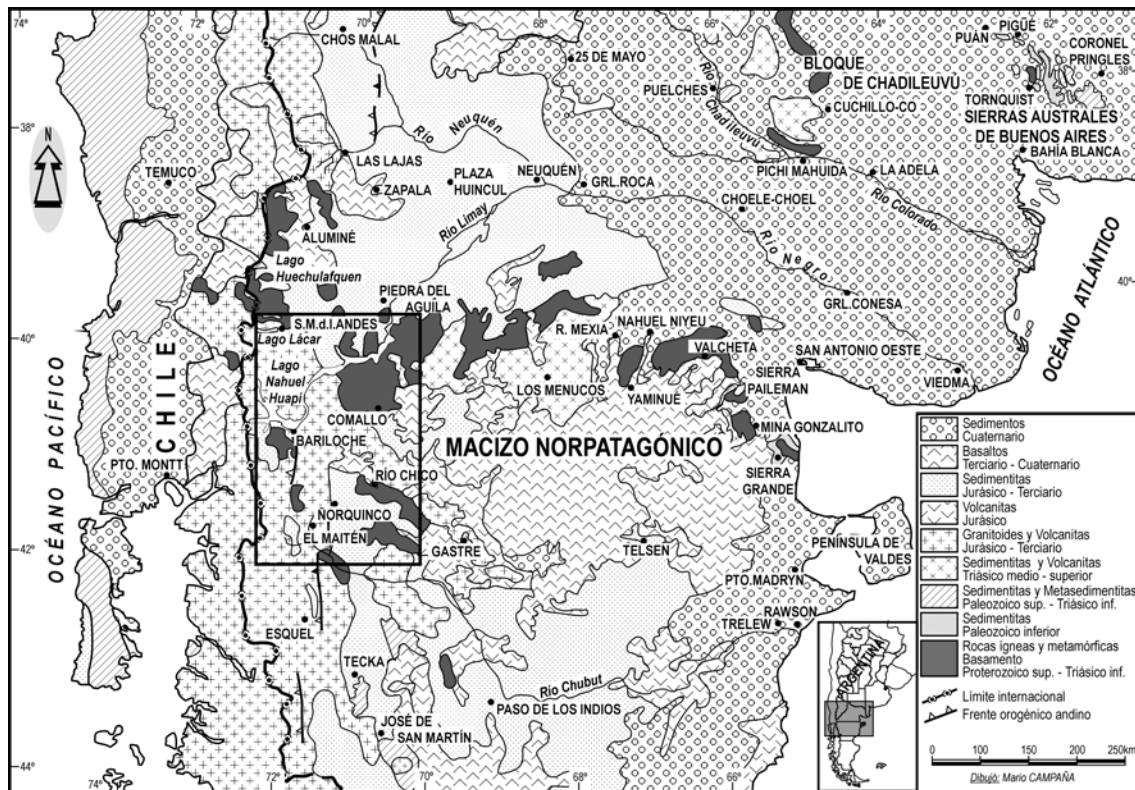 74°
72°
70°
68°
66°
64°
62°
PIGÜÉ
PUÁN
CHOS MALAL
25 DE MAYO
BLOQUE
DE CHADILEUVÚ
CORONEL
PRINGLES
38°
PUELCHES
Río
Chadileuvú
CUCHILLO-CO
TORNQUIST
SIERRAS AUSTRALES
DE BUENOS AIRES
BAHÍA BLANCA
38°
N
Río
Neuquén
LAS LAJAS
TEMUCO
ZAPALA
PLAZA
HUINCUL
NEUQUÉN
GRL.ROCA
PICHI MAHUIDA
LA ADELA
CHOELE-CHOEL
Río Colorado
ALUMINÉ
Río Limay
Río Negro
Lago
Huechulafquen
40°
PIEDRA DEL
AGUÍLA
GRL.CONESA
OCÉANO ATLÁNTICO
S.M.d.l.ANDES
Lago Lácar
40°
R. MEXIA
NAHUEL NIYEU
VALCHETA
SAN ANTONIO OESTE
CHILE
Lago
Nahuel
Huapi
LOS MENUCOS
YAMINUÉ
SIERRA
PAILEMAN
VIEDMA
COMALLO
BARILOCHE
MACIZO NORPATAGÓNICO
MINA GONZALITO
OCÉANO PACÍFICO
PTO. MONTT
RÍO CHICO
SIERRA
GRANDE
NORQUINCO
EL MAITÉN
42°
GASTRE
TELSEN
PENÍNSULA DE
VALDES
PTO.MADRYN
RAWSON
TRELEW
ESQUEL
TECKA
Río Chubut
PASO DE LOS INDIOS
JOSÉ DE
SAN MARTÍN
44°
74°
72°
70°
66°
ARGENTINA
Sedimentos
Cuaternario
Basaltos
Terciario - Cuaternario
Sedimentitas
Jurásico - Terciario
Volcanitas
Jurásico
Granitoides y Volcanitas
Jurásico - Terciario
Sedimentitas y Volcanitas
Triásico medio - superior
Sedimentitas y Metasedimentitas
Paleozoico sup. - Triásico inf.
Sedimentitas
Paleozoico inferior
Rocas ígneas y metamórficas
Basamento
Proterozoico sup. - Triásico inf.
Límite internacional
Frente orogénico andino
0 50 100 150 200 250km
Dibujó: Mario CAMPAÑA